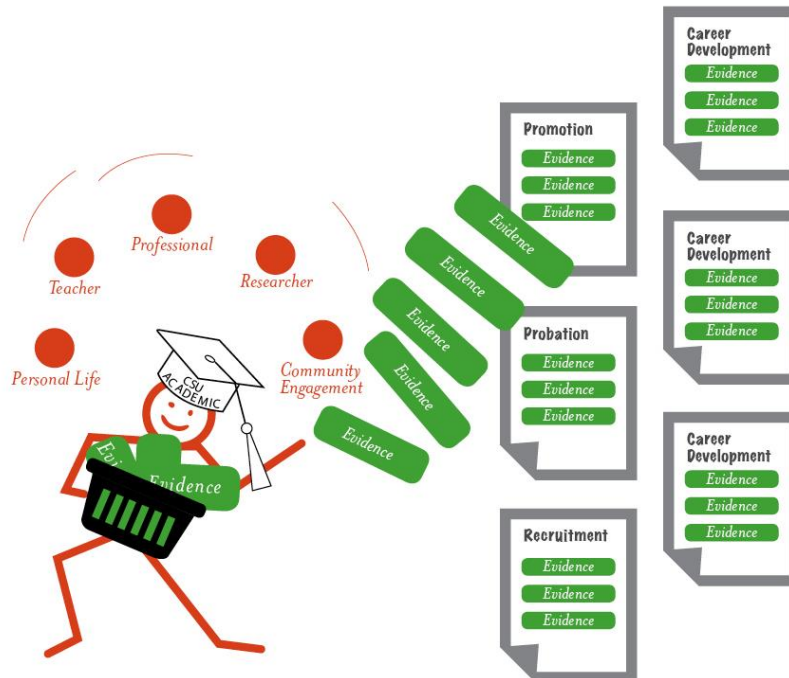 Career
Development
Evidence
Evidence
Evidence
Promotion
Evidence
Evidence
Evidence
Evidence
Evidence
Evidence
Evidence
Evidence
Professional
Teacher
Researcher
Personal Life
Community
Engagement
CSU
ACADEMIC
Evi
Evidence
Career
Development
Evidence
Evidence
Evidence
Probation
Evidence
Evidence
Evidence
Career
Development
Evidence
Evidence
Evidence
Recruitment
Evidence
Evidence
Evidence